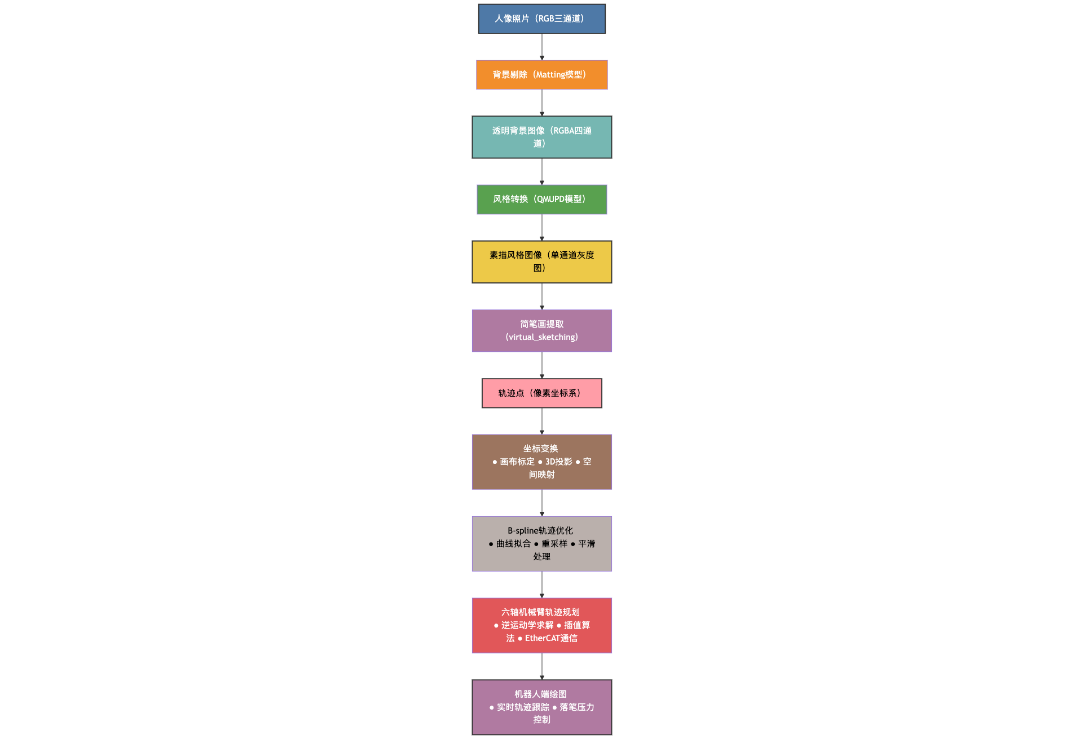 人像照片（RGB三通道）
背景剔除（Matting模型）
透明背景图像（RGBA四通
道）
风格转换（QMUPD模型）
素描风格图像（单通道灰度
图）
简笔画提取
（virtual_sketching）
轨迹点（像素坐标系）
坐标变换
● 画布标定 ● 3D投影 ● 空
间映射
B-spline轨迹优化
● 曲线拟合 ● 重采样 ● 平滑
处理
六轴机械臂轨迹规划
● 逆运动学求解 ● 插值算
法 ● EtherCAT通信
机器人端绘图
● 实时轨迹跟踪 ● 落笔压力
控制